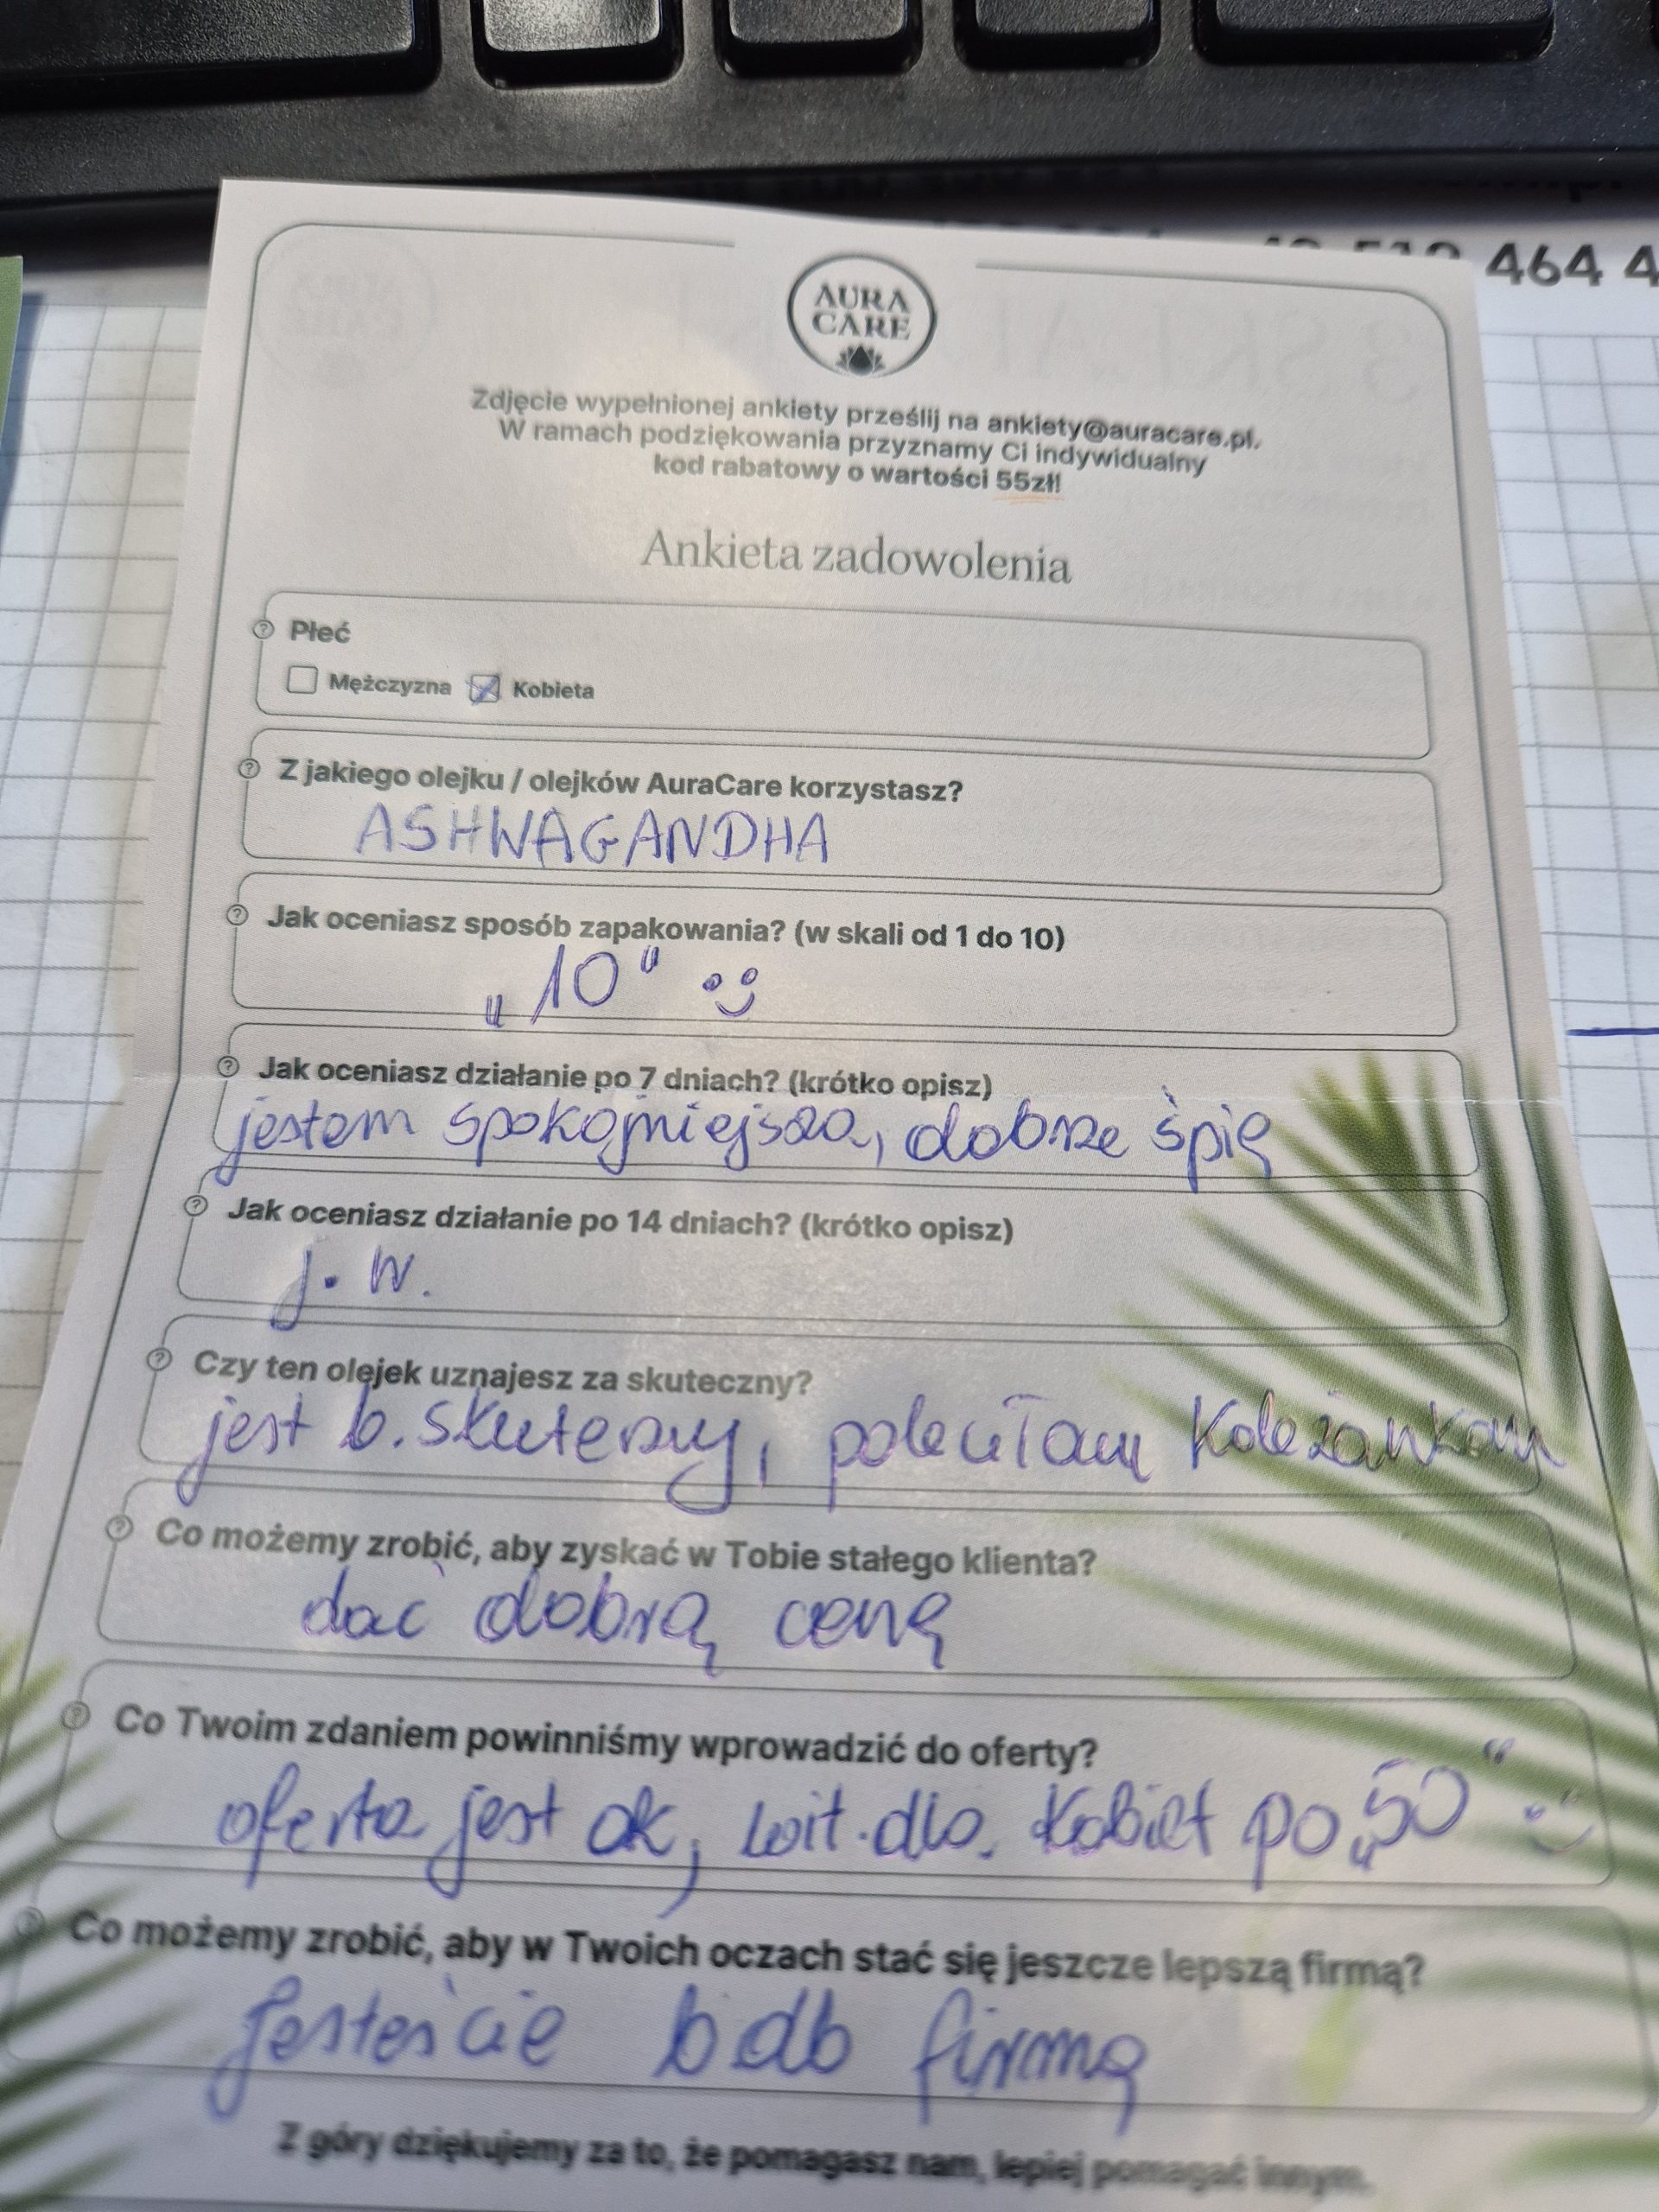 464 4
AURA
CARE
Zdjęcie wypełnionej ankiety prześlij na ankiety@auracare.pl.
W ramach podziękowania przyznamy Ci indywidualny
kod rabatowy o wartości 55zł!
Ankieta zadowolenia
Płeć
Mężczyzna Kobieta
Z jakiego olejku / olejków AuraCare korzystasz?
ASHWAGANDHA
Jak oceniasz sposób zapakowania? (w skali od 1 do 10)
„10" :)
Jak oceniasz działanie po 7 dniach? (krótko opisz)
jestem spokojniejsza, dobrze śpię
Jak oceniasz działanie po 14 dniach? (krótko opisz)
j. w.
Czy ten olejek uznajesz za skuteczny?
jest b. skuteczny, poleciłam koleżankom
Co możemy zrobić, aby zyskać w Tobie stałego klienta?
dać dobrą cenę
Co Twoim zdaniem powinniśmy wprowadzić do oferty?
oferta jest ok, wit. dla. kobiet po „50" :)
Co możemy zrobić, aby w Twoich oczach stać się jeszcze lepszą firmą?
Jesteście bdb firmą
Z góry dziękujemy za to, że pomagasz nam, lepiej pomagać innym.